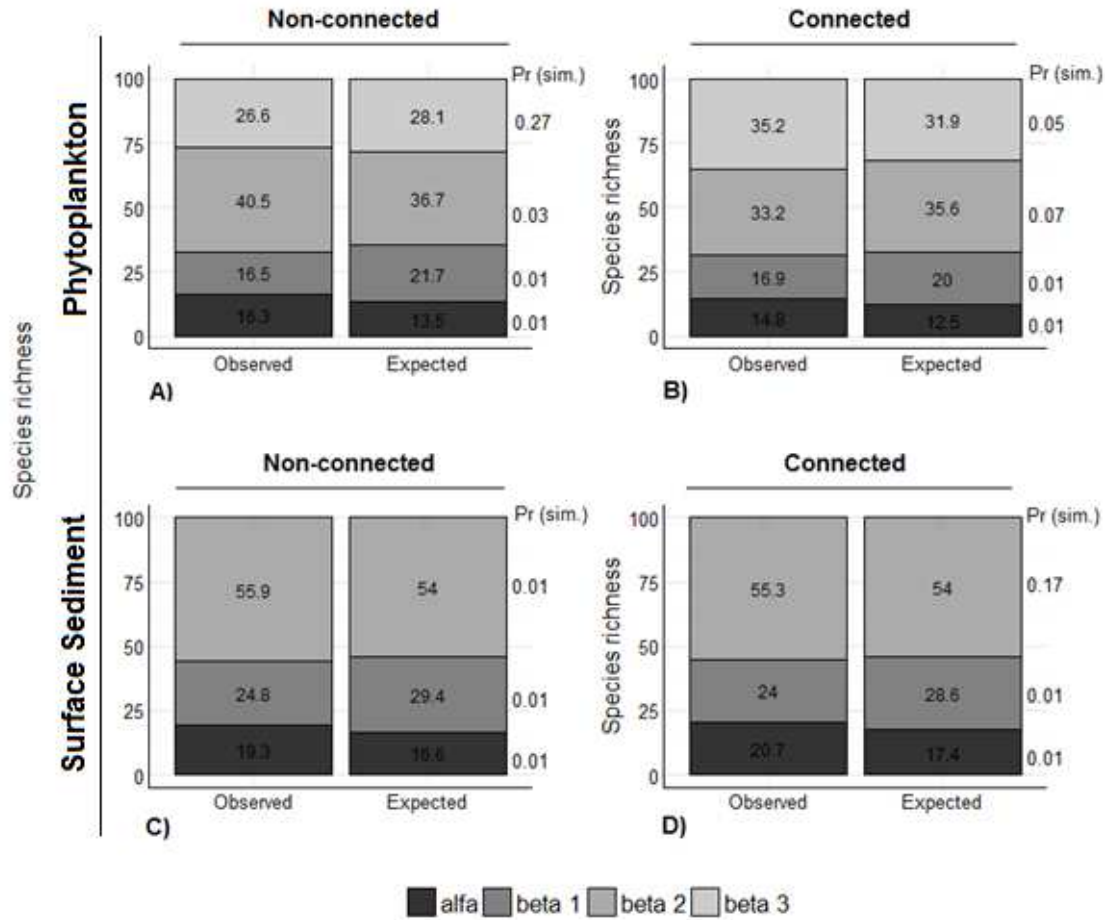 Non-connected
Connected
Phytoplankton
Surface Sediment
Species richness
Pr (sim.)
100
75
50
25
0
26.6
28.1
0.27
40.5
36.7
0.03
16.5
21.7
0.01
16.3
13.5
0.01
Observed
Expected
A)
Species richness
Pr (sim.)
100
75
50
25
0
35.2
31.9
0.05
33.2
35.6
0.07
16.9
20
0.01
14.8
12.5
0.01
Observed
Expected
B)
Non-connected
Connected
Pr (sim.)
100
75
50
25
0
55.9
54
0.01
24.8
29.4
0.01
19.3
16.6
0.01
Observed
Expected
C)
Species richness
Pr (sim.)
100
75
50
25
0
55.3
54
0.17
24
28.6
0.01
20.7
17.4
0.01
Observed
Expected
D)
alfa beta 1 beta 2 beta 3